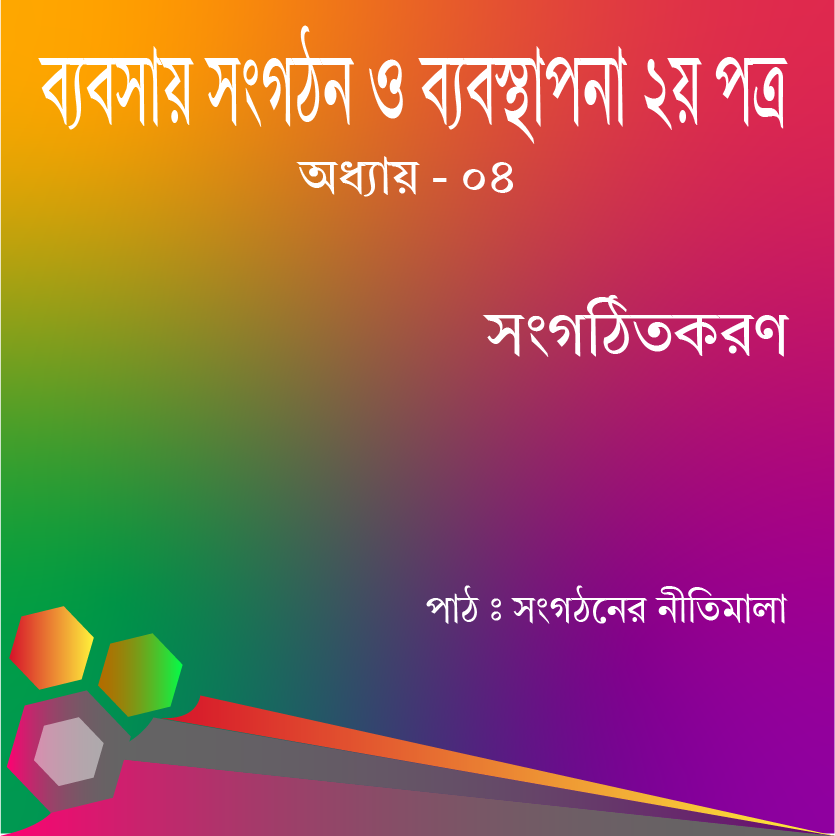 ব্যবসায় সংগঠন ও ব্যবস্থাপনা ২য় পত্র
অধ্যায় - ০৪
সংগঠিতকরণ
পাঠ ঃ সংগঠনের নীতিমালা